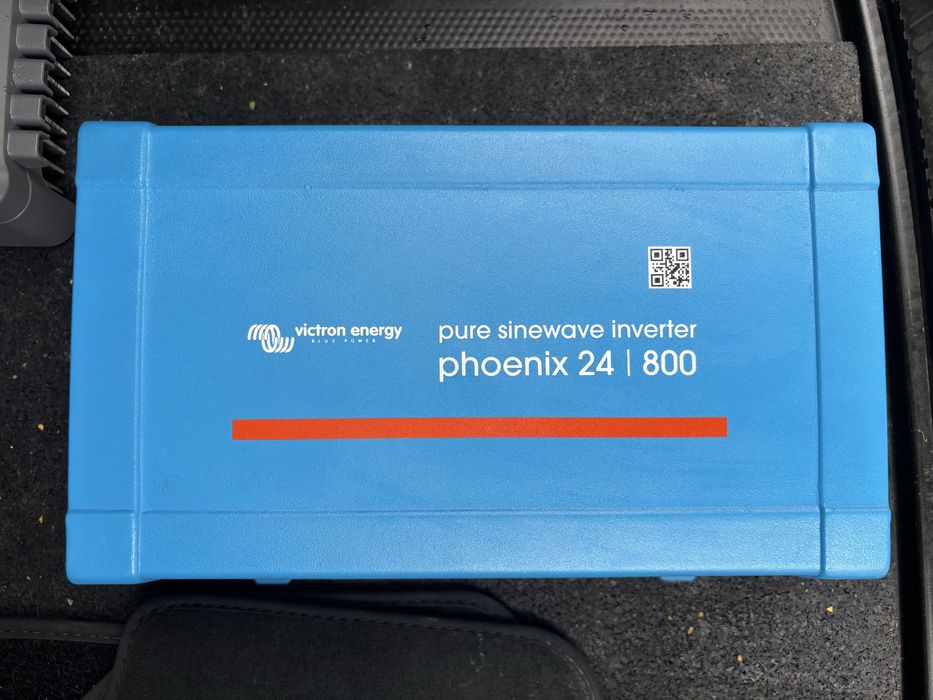 victron energy
BLUE POWER
pure sinewave inverter
phoenix 24 | 800